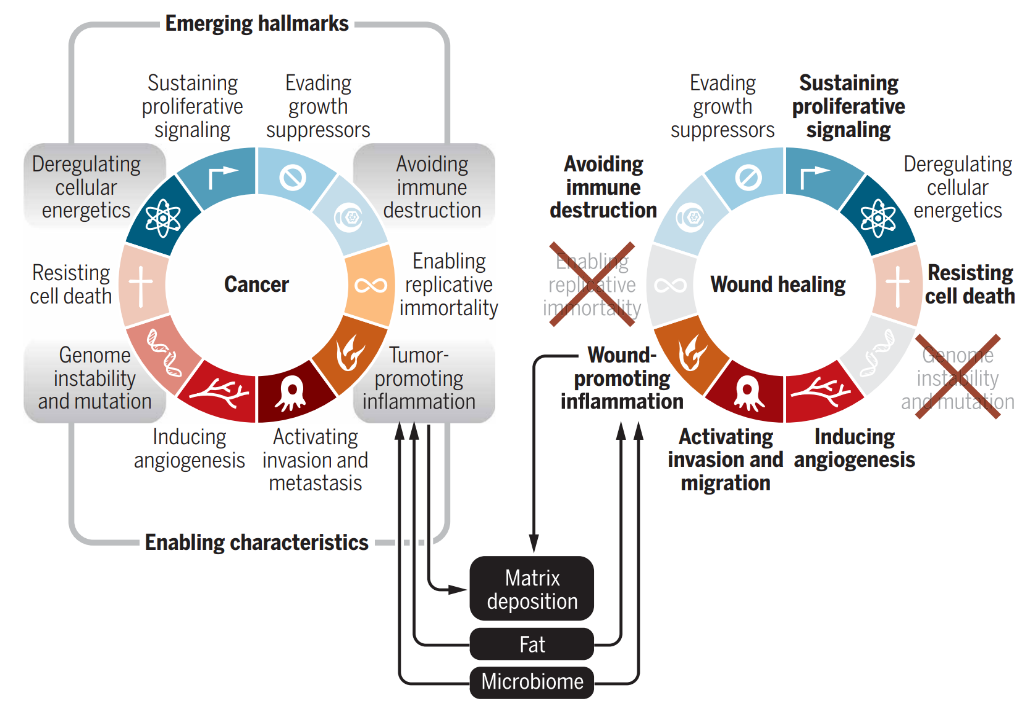 Emerging hallmarks
Sustaining
proliferative
signaling
Evading
growth
suppressors
Deregulating
cellular
energetics
Avoiding
immune
destruction
Resisting
cell death
Cancer
Enabling
replicative
immortality
Genome
instability
and mutation
Tumor-
promoting
inflammation
Inducing
angiogenesis
Activating
invasion and
metastasis
Enabling characteristics
Evading
growth
suppressors
Sustaining
proliferative
signaling
Avoiding
immune
destruction
Deregulating
cellular
energetics
Enabling
replicative
immortality
Wound healing
Resisting
cell death
Wound-
promoting
inflammation
Genome
instability
and mutation
Activating
invasion and
migration
Inducing
angiogenesis
Matrix
deposition
Fat
Microbiome